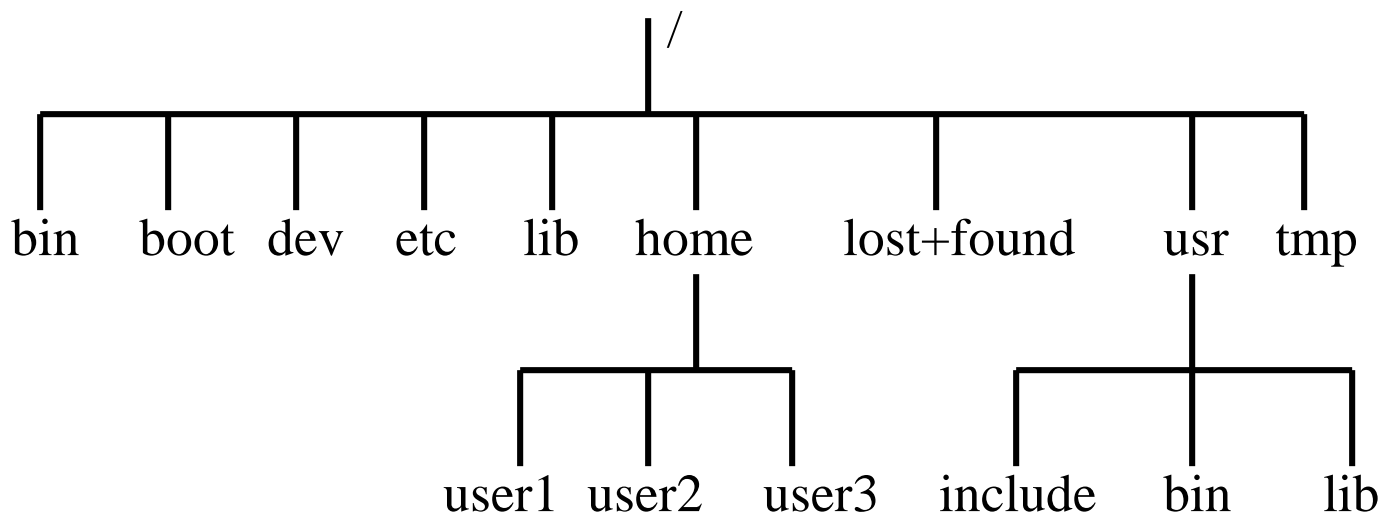 /
bin boot dev etc lib home lost+found usr tmp
user1 user2 user3 include bin lib